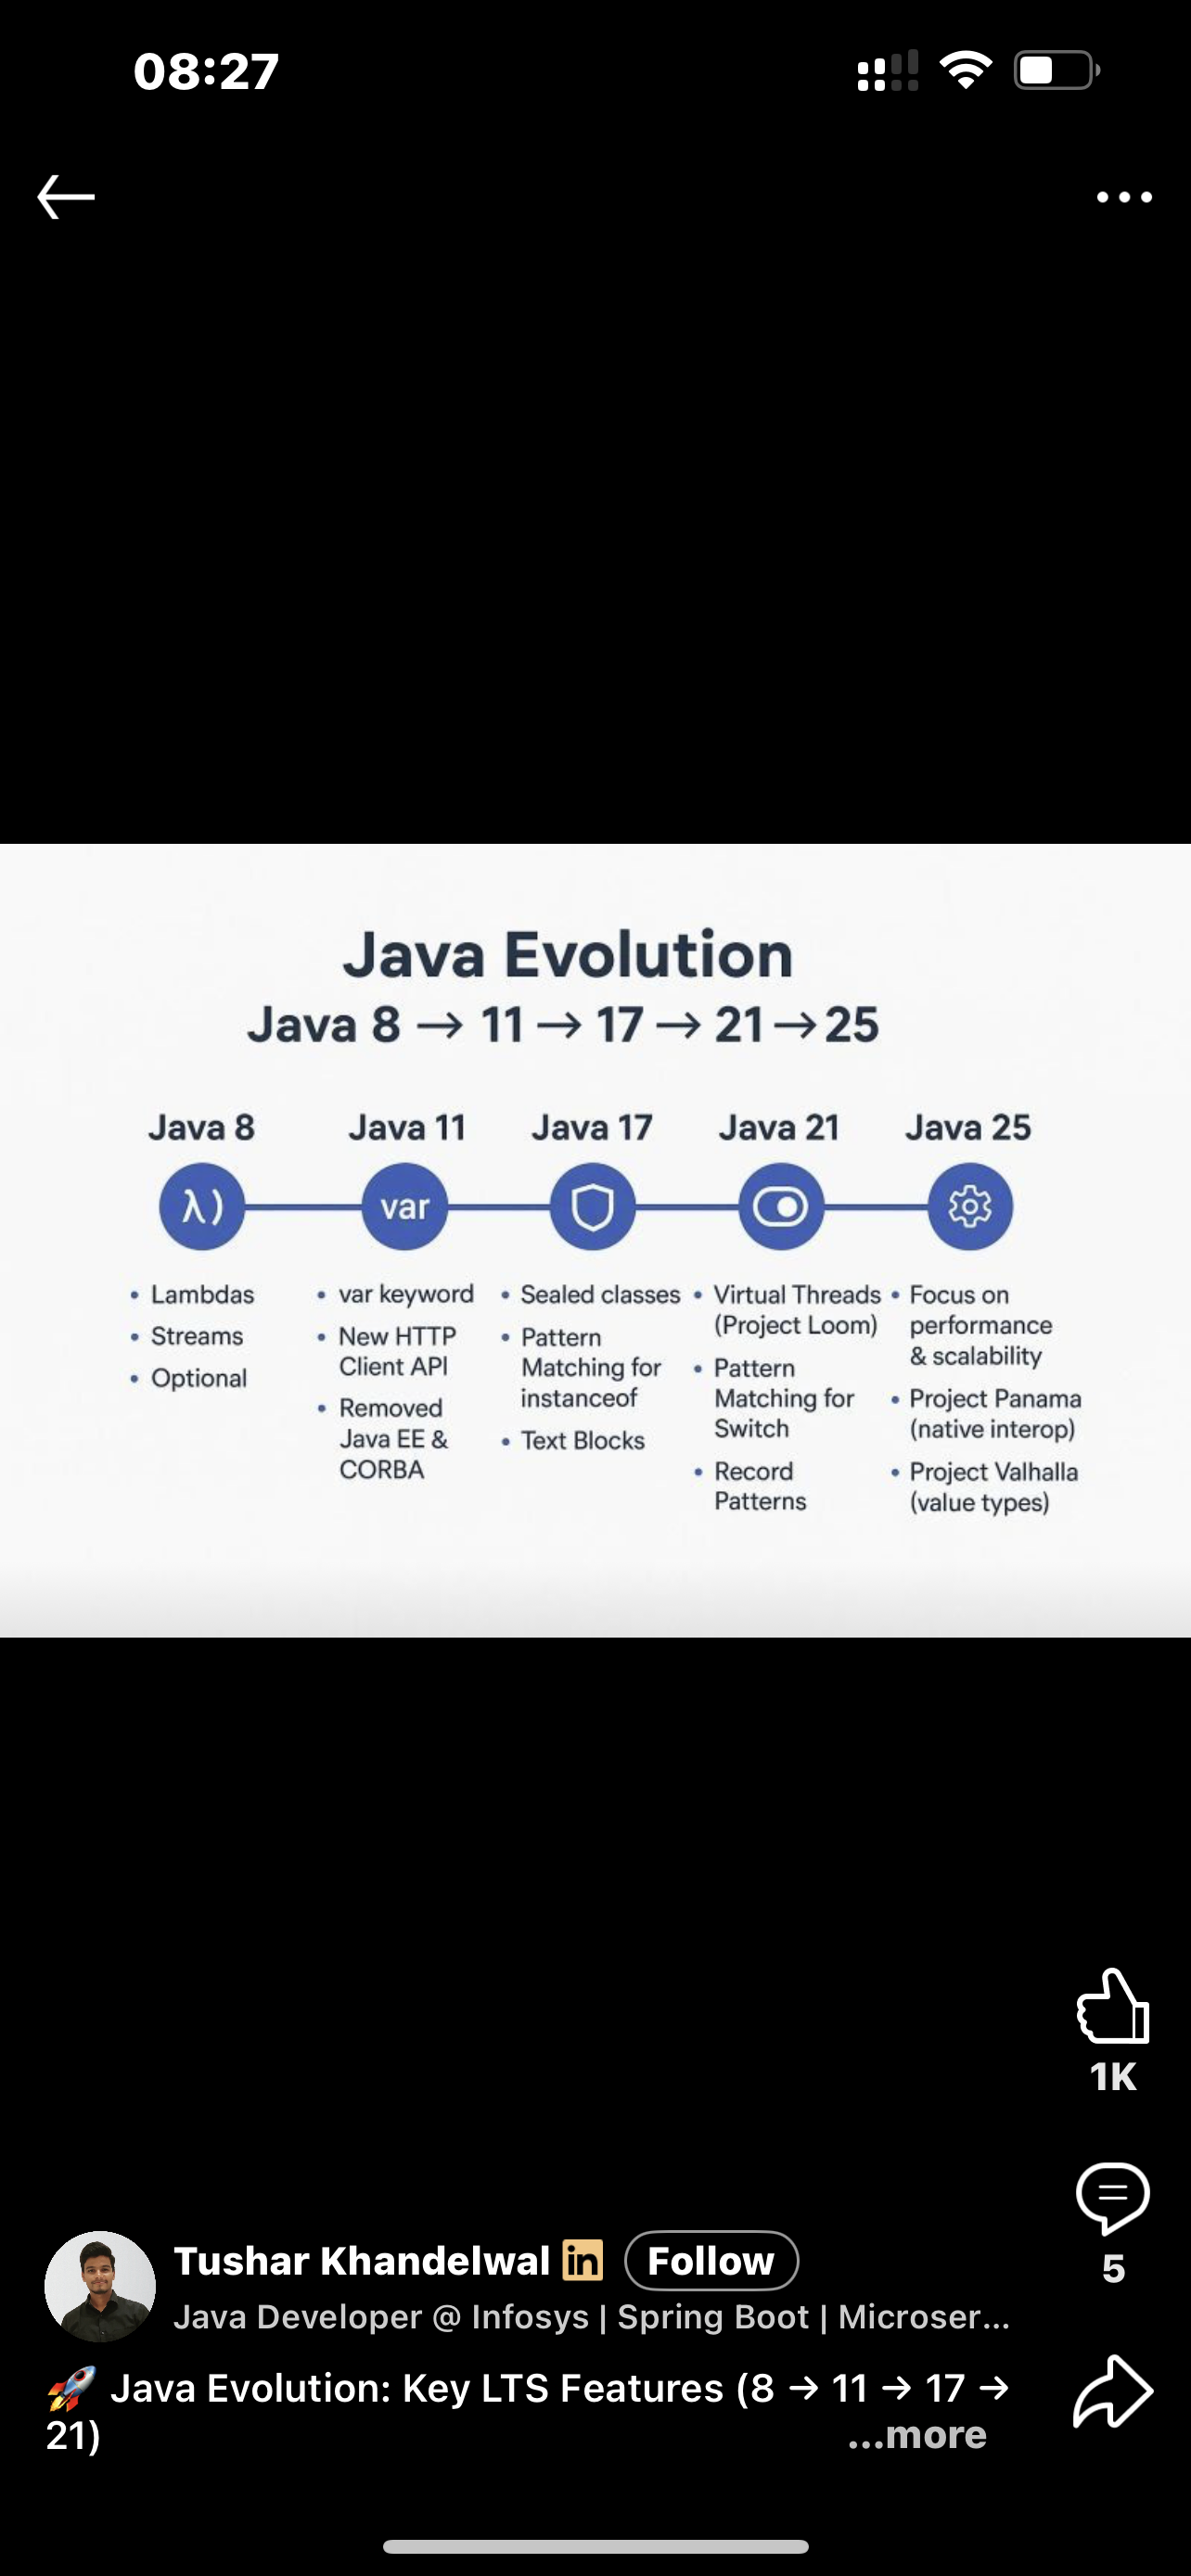 08:27
Java Evolution
Java 8 → 11 → 17 → 21 → 25
Java 8
Java 11
Java 17
Java 21
Java 25
λ)
var
• Lambdas
• Streams
• Optional
• var keyword
• New HTTP
Client API
• Removed
Java EE &
CORBA
• Sealed classes
• Pattern
Matching for
instanceof
• Text Blocks
• Virtual Threads
(Project Loom)
• Pattern
Matching for
Switch
• Record
Patterns
• Focus on
performance
& scalability
• Project Panama
(native interop)
• Project Valhalla
(value types)
1K
5
Tushar Khandelwal in Follow
Java Developer @ Infosys | Spring Boot | Microser...
🚀 Java Evolution: Key LTS Features (8 → 11 → 17 →
21) ...more